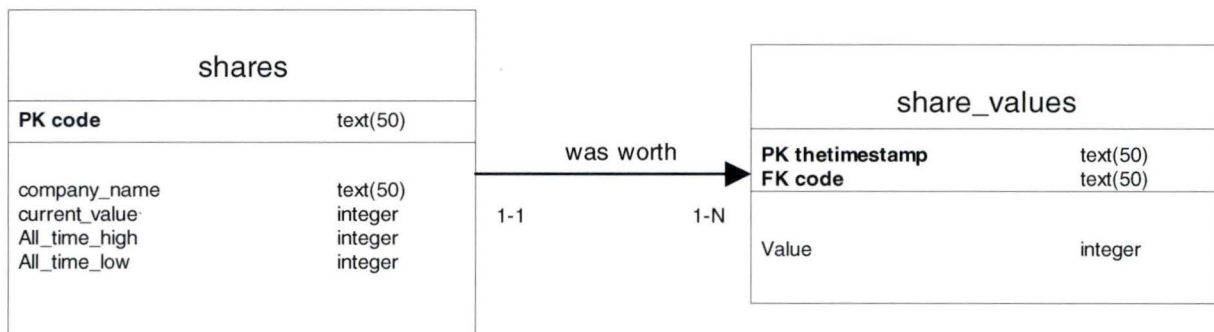 shares
PK code text(50)
company_name text(50)
current_value integer
All_time_high integer
All_time_low integer
was worth
1-1 1-N
share_values
PK thetimestamp text(50)
FK code text(50)
Value integer